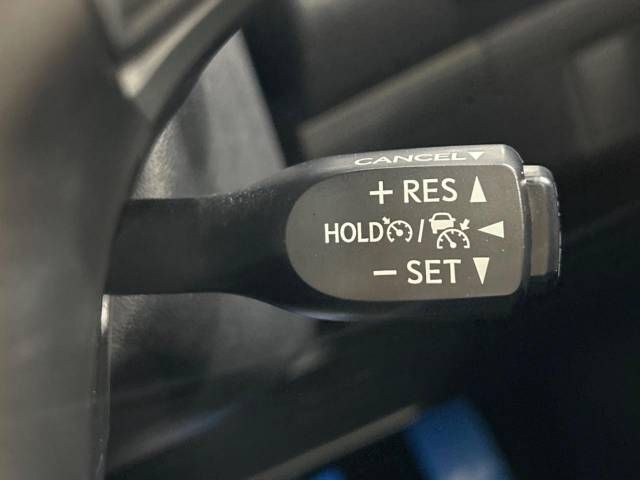 CANCEL▼
+ RES ▲
HOLD / ◀
− SET ▼